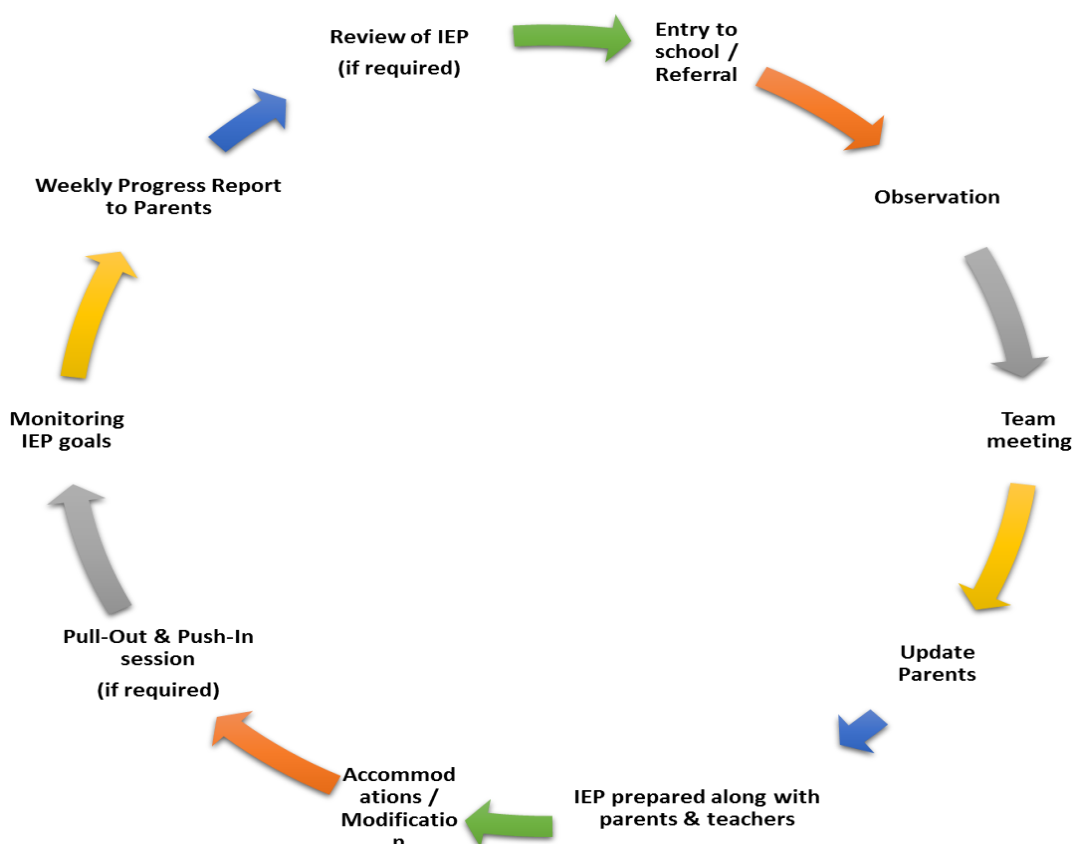 Review of IEP
(if required)
Entry to
school /
Referral
Observation
Team
meeting
Update
Parents
IEP prepared along with
parents & teachers
Accommod
ations /
Modificatio
n
Pull-Out & Push-In
session
(if required)
Monitoring
IEP goals
Weekly Progress Report
to Parents